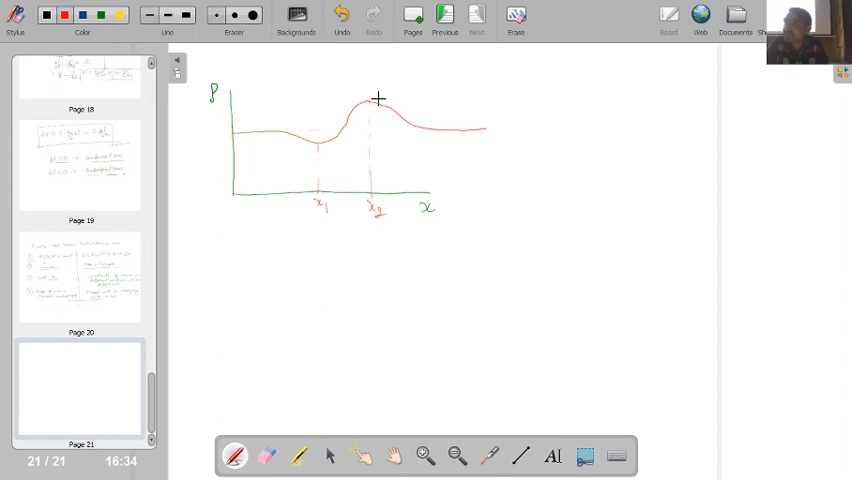 Stylus
Color
Line
Eraser
Backgrounds
Undo
Redo
Pages
Previous
Next
Erase
Board
Web
Documents
Page 18
Page 19
Page 20
Page 21
P
x1
x2
x
21 / 21
16:34